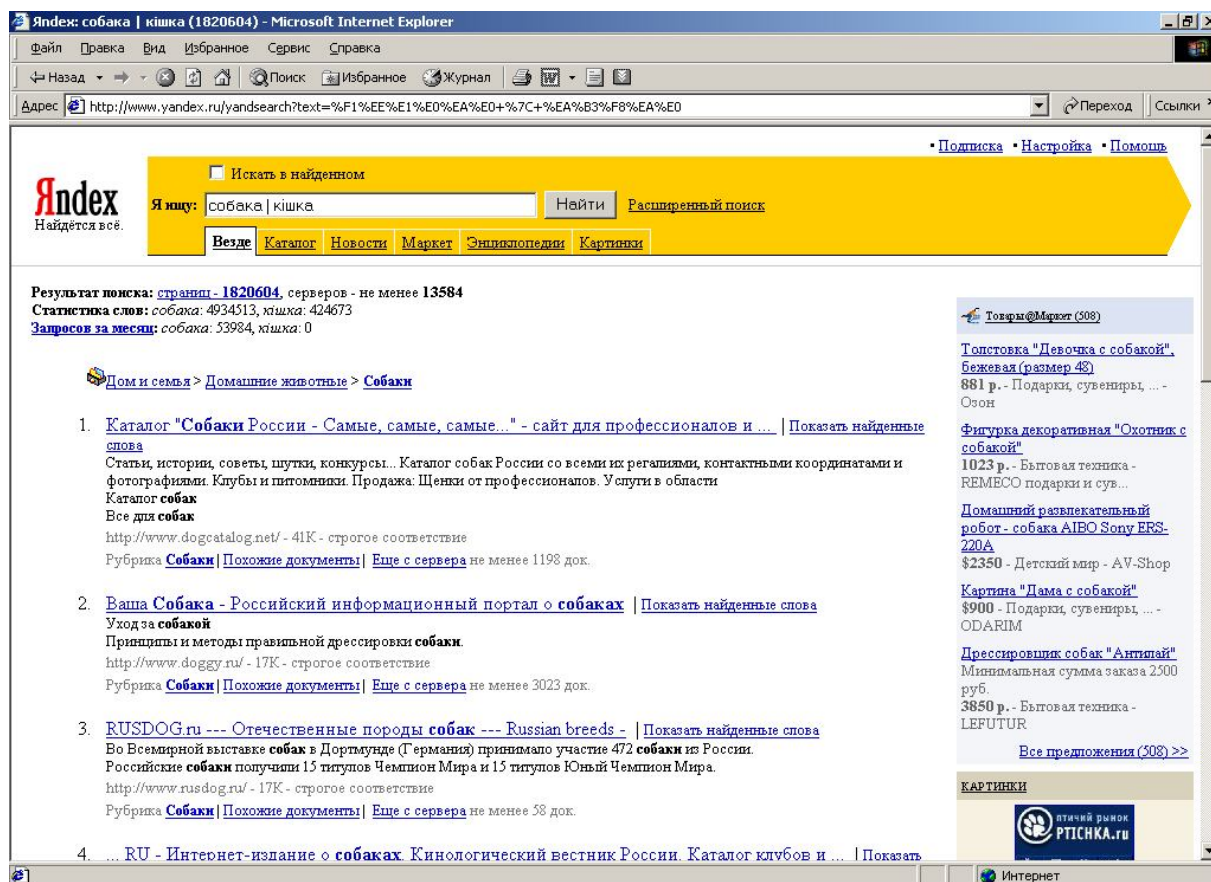 Яndex: собака | кішка (1820604) - Microsoft Internet Explorer
Файл Правка Вид Избранное Сервис Справка
Назад Поиск Избранное Журнал
Адрес http://www.yandex.ru/yandsearch?text=%F1%EE%E1%E0%EA%E0+%7C+%EA%B3%F8%EA%E0 Переход Ссылки
Подписка Настройка Помощь
Искать в найденном
Яndex
Найдётся всё.
Я ищу: собака | кішка Найти Расширенный поиск
Везде Каталог Новости Маркет Энциклопедии Картинки
Результат поиска: страниц - 1820604, серверов - не менее 13584
Статистика слов: собака: 4934513, кішка: 424673
Запросов за месяц: собака: 53984, кішка: 0
Дом и семья > Домашние животные > Собаки
1. Каталог "Собаки России - Самые, самые, самые..." - сайт для профессионалов и ... | Показать найденные
слова
Статьи, истории, советы, шутки, конкурсы... Каталог собак России со всеми их регалиями, контактными координатами и
фотографиями. Клубы и питомники. Продажа: Щенки от профессионалов. Услуги в области
Каталог собак
Все для собак
http://www.dogcatalog.net/ - 41K - строгое соответствие
Рубрика Собаки | Похожие документы | Еще с сервера не менее 1198 док.
2. Ваша Собака - Российский информационный портал о собаках | Показать найденные слова
Уход за собакой
Принципы и методы правильной дрессировки собаки.
http://www.doggy.ru/ - 17K - строгое соответствие
Рубрика Собаки | Похожие документы | Еще с сервера не менее 3023 док.
3. RUSDOG.ru --- Отечественные породы собак --- Russian breeds - | Показать найденные слова
Во Всемирной выставке собак в Дортмунде (Германия) принимало участие 472 собаки из России.
Российские собаки получили 15 титулов Чемпион Мира и 15 титулов Юный Чемпион Мира.
http://www.rusdog.ru/ - 17K - строгое соответствие
Рубрика Собаки | Похожие документы | Еще с сервера не менее 58 док.
4. ... RU - Интернет-издание о собаках. Кинологический вестник России. Каталог клубов и ... | Показать
Товары@Маркет (508)
Толстовка "Девочка с собакой",
бежевая (размер 48)
881 р. - Подарки, сувениры, ... -
Озон
Фигурка декоративная "Охотник с
собакой"
1023 р. - Бытовая техника -
REMECO подарки и сув...
Домашний развлекательный
робот - собака AIBO Sony ERS-
220A
$2350 - Детский мир - AV-Shop
Картина "Дама с собакой"
$900 - Подарки, сувениры, ... -
ODARIM
Дрессировщик собак "Антилай"
Минимальная сумма заказа 2500
руб.
3850 р. - Бытовая техника -
LEFUTUR
Все предложения (508) >>
КАРТИНКИ
птичий рынок
PTICHKA.ru
Интернет